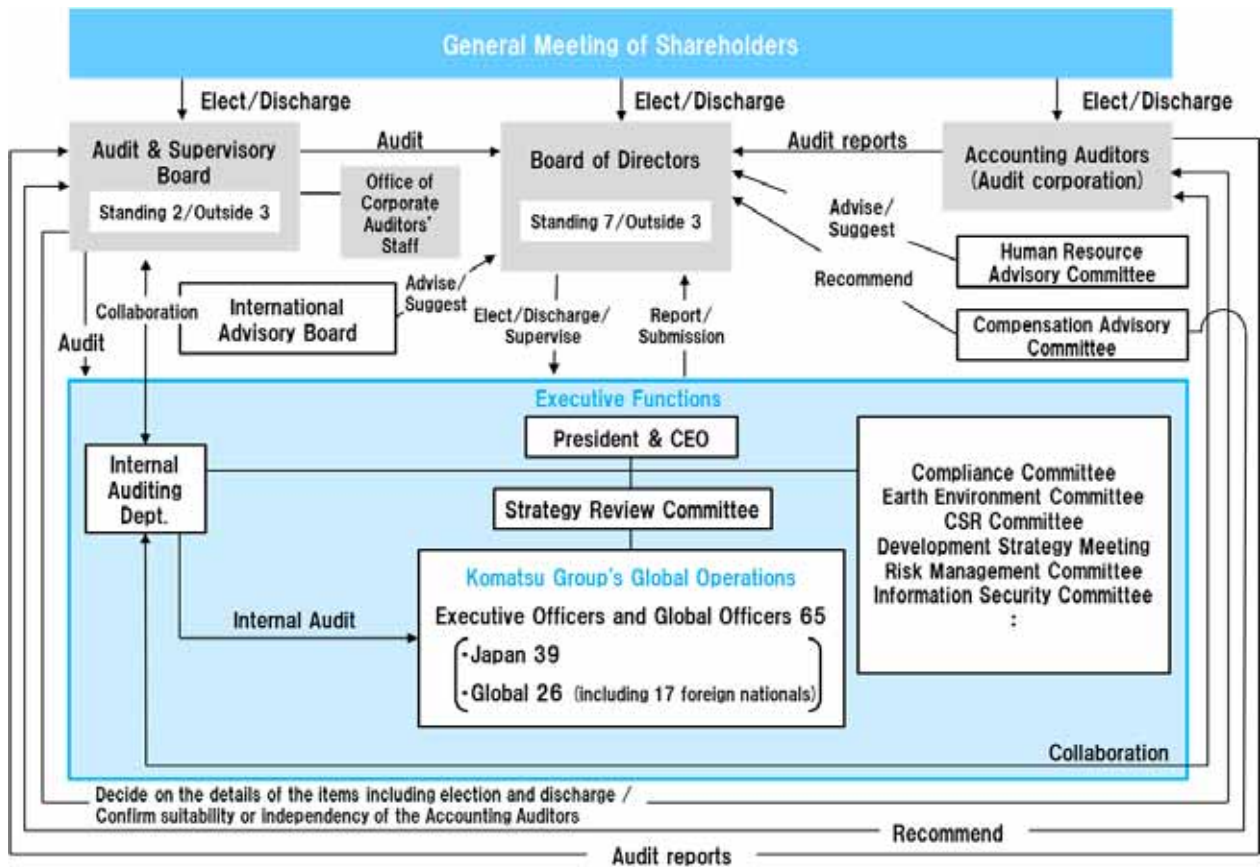 General Meeting of Shareholders
Elect/Discharge
Elect/Discharge
Elect/Discharge
Audit & Supervisory
Board
Standing 2/Outside 3
Audit
Office of
Corporate
Auditors'
Staff
Board of Directors
Standing 7/Outside 3
Audit reports
Accounting Auditors
(Audit corporation)
Advise/
Suggest
Human Resource
Advisory Committee
Recommend
Compensation Advisory
Committee
Collaboration
International
Advisory Board
Advise/
Suggest
Elect/Discharge/
Supervise
Report/
Submission
Audit
Executive Functions
President & CEO
Internal
Auditing
Dept.
Strategy Review Committee
Compliance Committee
Earth Environment Committee
CSR Committee
Development Strategy Meeting
Risk Management Committee
Information Security Committee
:
Komatsu Group's Global Operations
Executive Officers and Global Officers 65
・Japan 39
・Global 26 (including 17 foreign nationals)
Internal Audit
Collaboration
Decide on the details of the items including election and discharge /
Confirm suitability or independency of the Accounting Auditors
Recommend
Audit reports